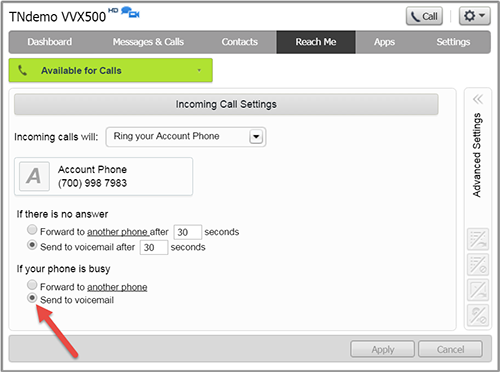 TNdemo VVX500 HD
Call
Dashboard Messages & Calls Contacts Reach Me Apps Settings
Available for Calls
Incoming Call Settings
Incoming calls will: Ring your Account Phone
A Account Phone
(700) 998 7983
If there is no answer
Forward to another phone after 30 seconds
Send to voicemail after 30 seconds
If your phone is busy
Forward to another phone
Send to voicemail
Advanced Settings
Apply Cancel